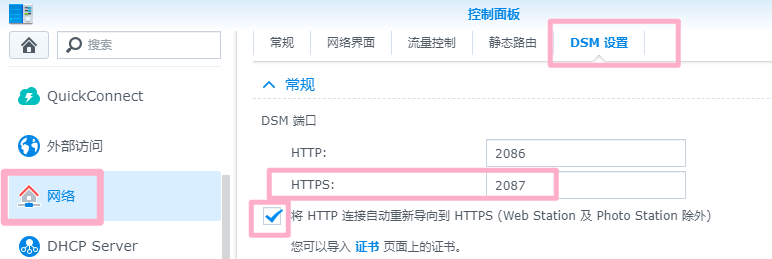 控制面板
搜索
常规 网络界面 流量控制 静态路由 DSM 设置
QuickConnect
外部访问
网络
DHCP Server
常规
DSM 端口
HTTP: 2086
HTTPS: 2087
将 HTTP 连接自动重新导向到 HTTPS (Web Station 及 Photo Station 除外)
您可以导入 证书 页面上的证书。